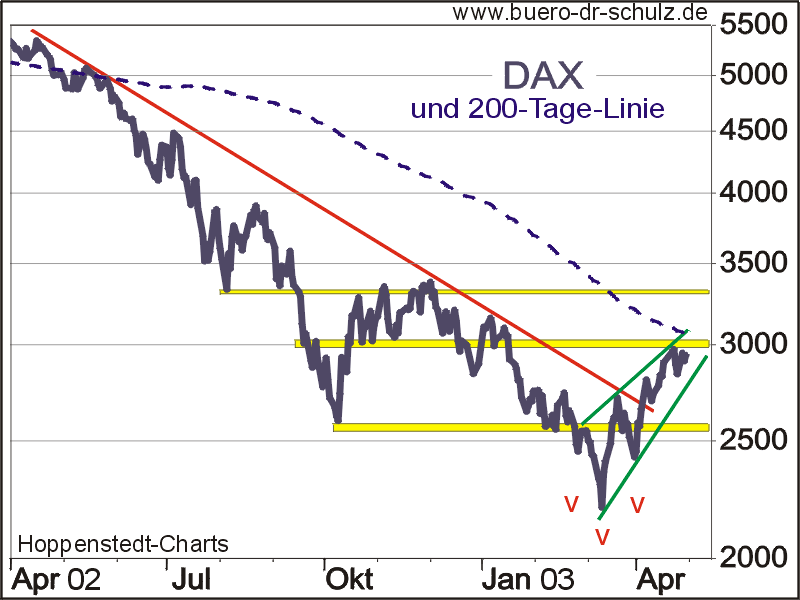 www.buero-dr-schulz.de
DAX
und 200-Tage-Linie
5500
5000
4500
4000
3500
3000
2500
2000
v v
v
Hoppenstedt-Charts
Apr 02 Jul Okt Jan 03 Apr